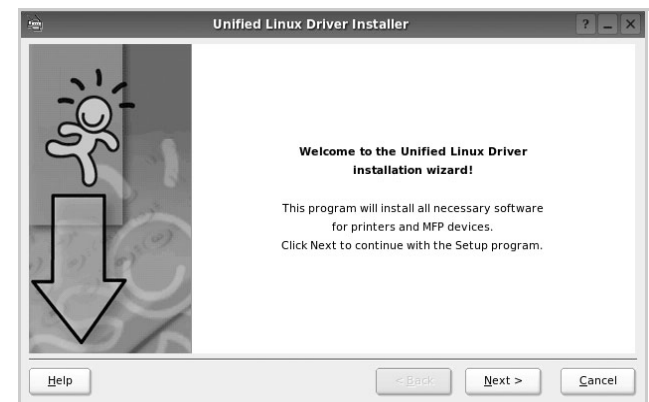 Unified Linux Driver Installer
Welcome to the Unified Linux Driver
installation wizard!
This program will install all necessary software
for printers and MFP devices.
Click Next to continue with the Setup program.
Help
< Back
Next >
Cancel